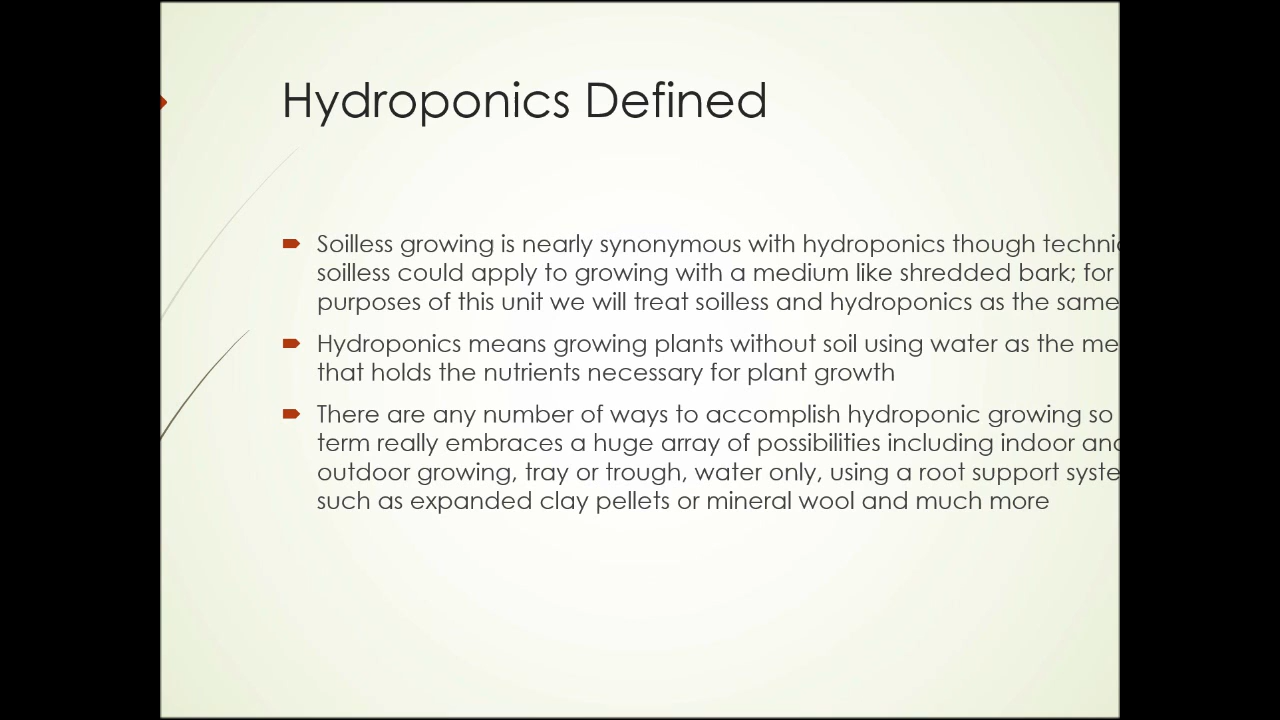 Hydroponics Defined
Soilless growing is nearly synonymous with hydroponics though
soilless could apply to growing with a medium like shredded bark; for
purposes of this unit we will treat soilless and hydroponics as the same
Hydroponics means growing plants without soil using water as the
that holds the nutrients necessary for plant growth
There are any number of ways to accomplish hydroponic growing so
term really embraces a huge array of possibilities including indoor and
outdoor growing, tray or trough, water only, using a root support
such as expanded clay pellets or mineral wool and much more